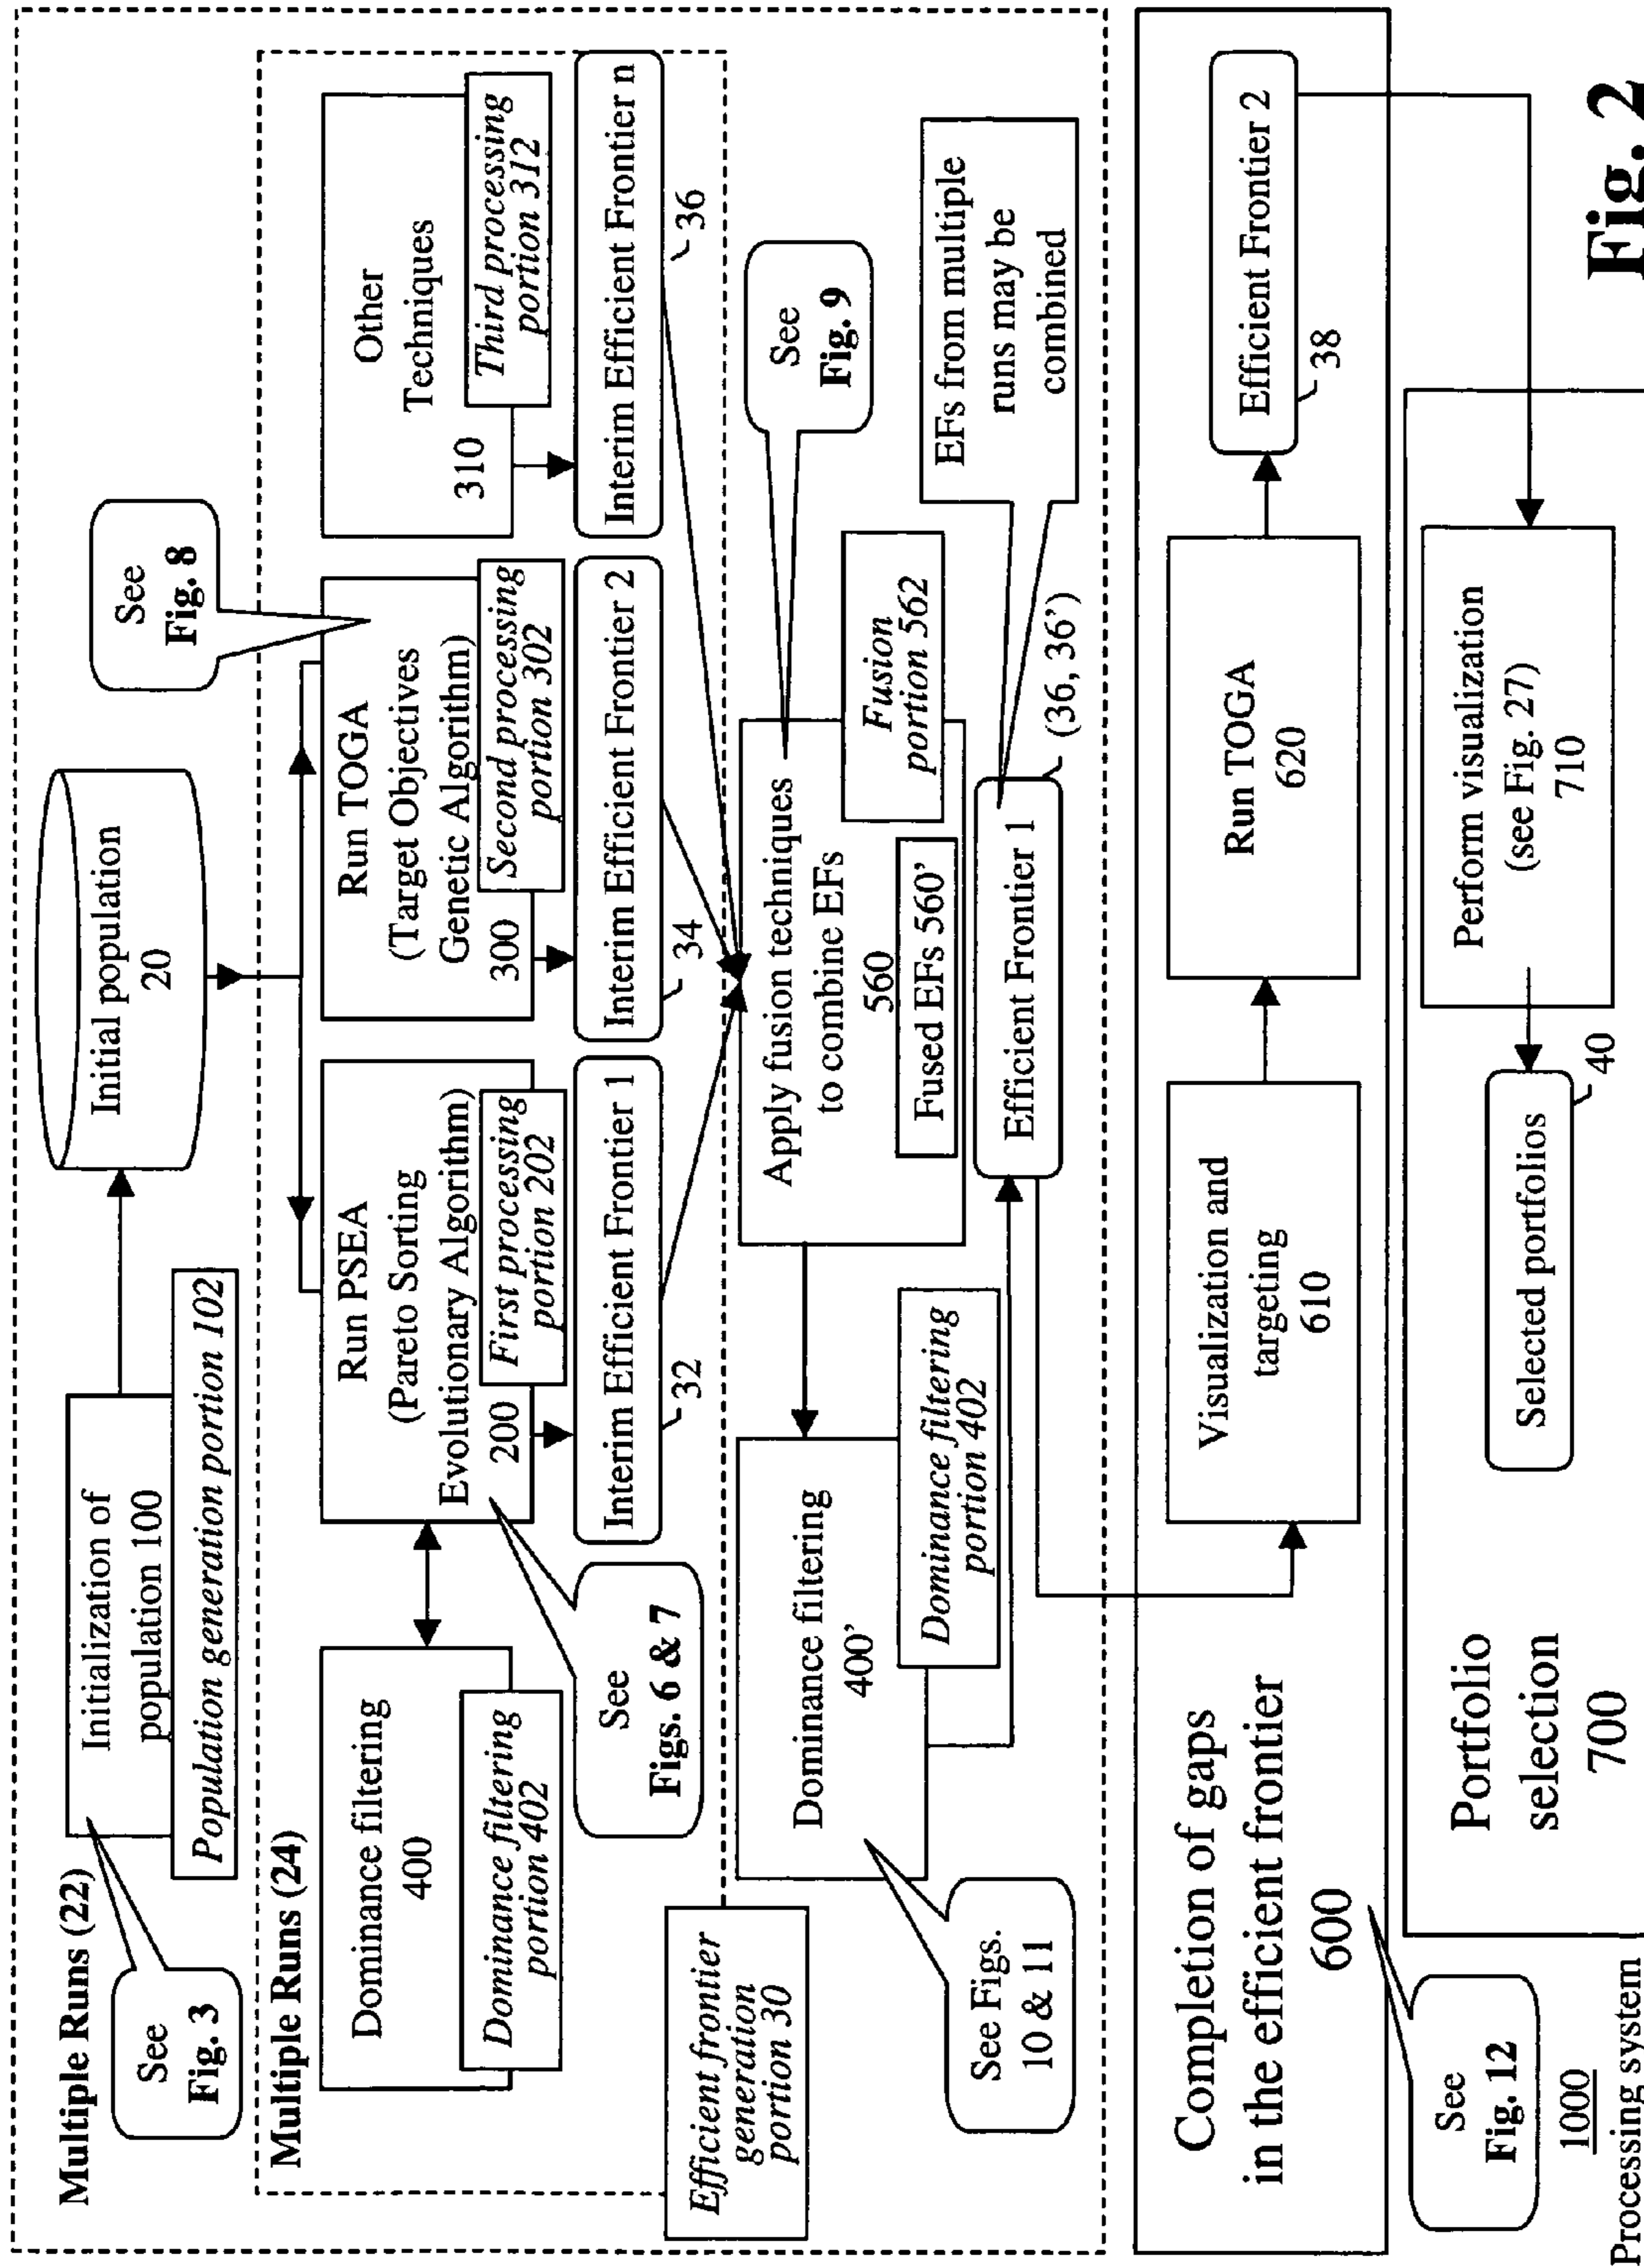 Multiple Runs (22)
See
Fig. 3
Initialization of
population 100
Population generation portion 102
Initial population
20
See
Fig. 8
Multiple Runs (24)
Dominance filtering
400
Dominance filtering
portion 402
Run PSEA
(Pareto Sorting
Evolutionary Algorithm)
200
First processing
portion 202
Run TOGA
(Target Objectives
Genetic Algorithm)
300
Second processing
portion 302
Other
Techniques
310
Third processing
portion 312
See
Figs. 6 & 7
Interim Efficient Frontier 1
32
Interim Efficient Frontier 2
34
Interim Efficient Frontier n
36
Efficient frontier
generation
portion 30
Dominance filtering
400’
Dominance filtering
portion 402
Apply fusion techniques
to combine EFs
560
Fused EFs 560’
Fusion
portion 562
See
Fig. 9
See Figs.
10 & 11
Efficient Frontier 1
(36, 36’)
EFs from multiple
runs may be
combined
Completion of gaps
in the efficient frontier
600
Visualization and
targeting
610
Run TOGA
620
Efficient Frontier 2
38
See
Fig. 12
Portfolio
selection
700
Selected portfolios
40
Perform visualization
(see Fig. 27)
710
1000
Processing system
Fig. 2